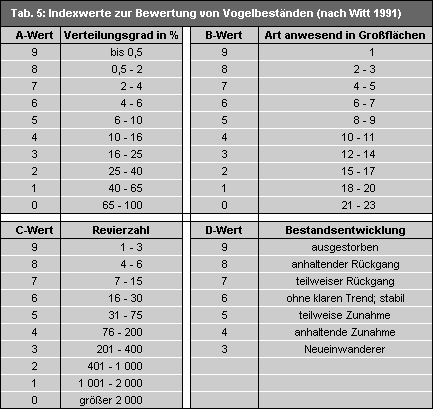 Tab. 5: Indexwerte zur Bewertung von Vogelbeständen (nach Witt 1991)
A-Wert Verteilungsgrad in % B-Wert Art anwesend in Großflächen
9 bis 0,5 9 1
8 0,5 - 2 8 2 - 3
7 2 - 4 7 4 - 5
6 4 - 6 6 6 - 7
5 6 - 10 5 8 - 9
4 10 - 16 4 10 - 11
3 16 - 25 3 12 - 14
2 25 - 40 2 15 - 17
1 40 - 65 1 18 - 20
0 65 - 100 0 21 - 23
C-Wert Revierzahl D-Wert Bestandsentwicklung
9 1 - 3 9 ausgestorben
8 4 - 6 8 anhaltender Rückgang
7 7 - 15 7 teilweiser Rückgang
6 16 - 30 6 ohne klaren Trend; stabil
5 31 - 75 5 teilweise Zunahme
4 76 - 200 4 anhaltende Zunahme
3 201 - 400 3 Neueinwanderer
2 401 - 1 000
1 1 001 - 2 000
0 größer 2 000